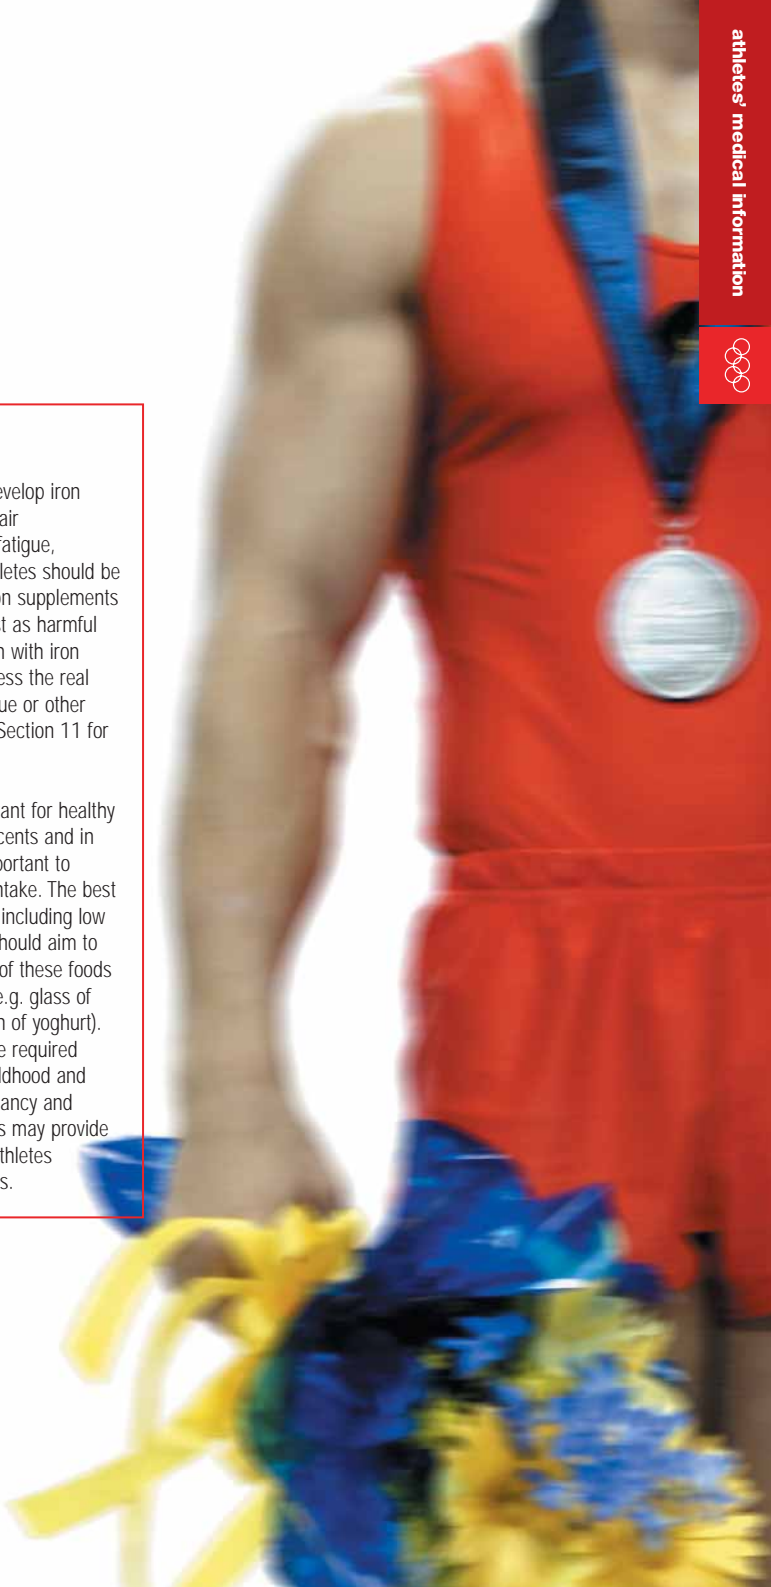 athletes' medical information
evelop iron
air
fatigue,
letes should be
on supplements
st as harmful
n with iron
ess the real
ue or other
Section 11 for
ant for healthy
cents and in
portant to
ntake. The best
including low
hould aim to
of these foods
e.g. glass of
n of yoghurt).
e required
ldhood and
ancy and
s may provide
thletes
s.